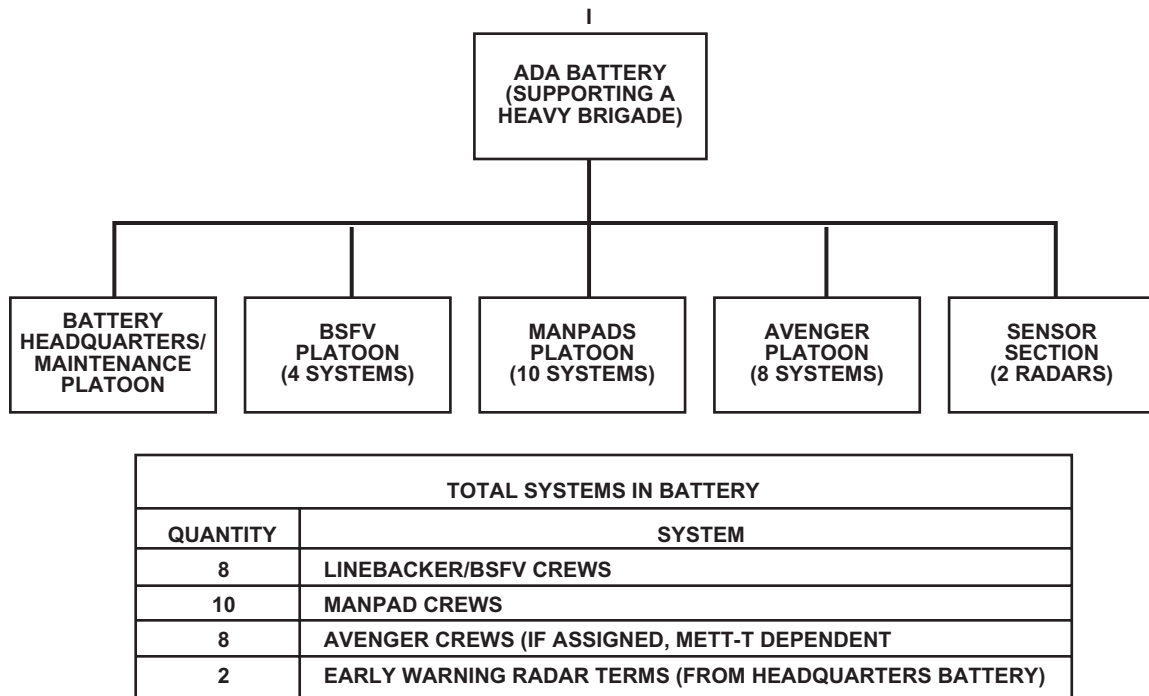 I
ADA BATTERY
(SUPPORTING A
HEAVY BRIGADE)
BATTERY
HEADQUARTERS/
MAINTENANCE
PLATOON
BSFV
PLATOON
(4 SYSTEMS)
MANPADS
PLATOON
(10 SYSTEMS)
AVENGER
PLATOON
(8 SYSTEMS)
SENSOR
SECTION
(2 RADARS)
TOTAL SYSTEMS IN BATTERY
QUANTITY SYSTEM
8 LINEBACKER/BSFV CREWS
10 MANPAD CREWS
8 AVENGER CREWS (IF ASSIGNED, METT-T DEPENDENT
2 EARLY WARNING RADAR TERMS (FROM HEADQUARTERS BATTERY)